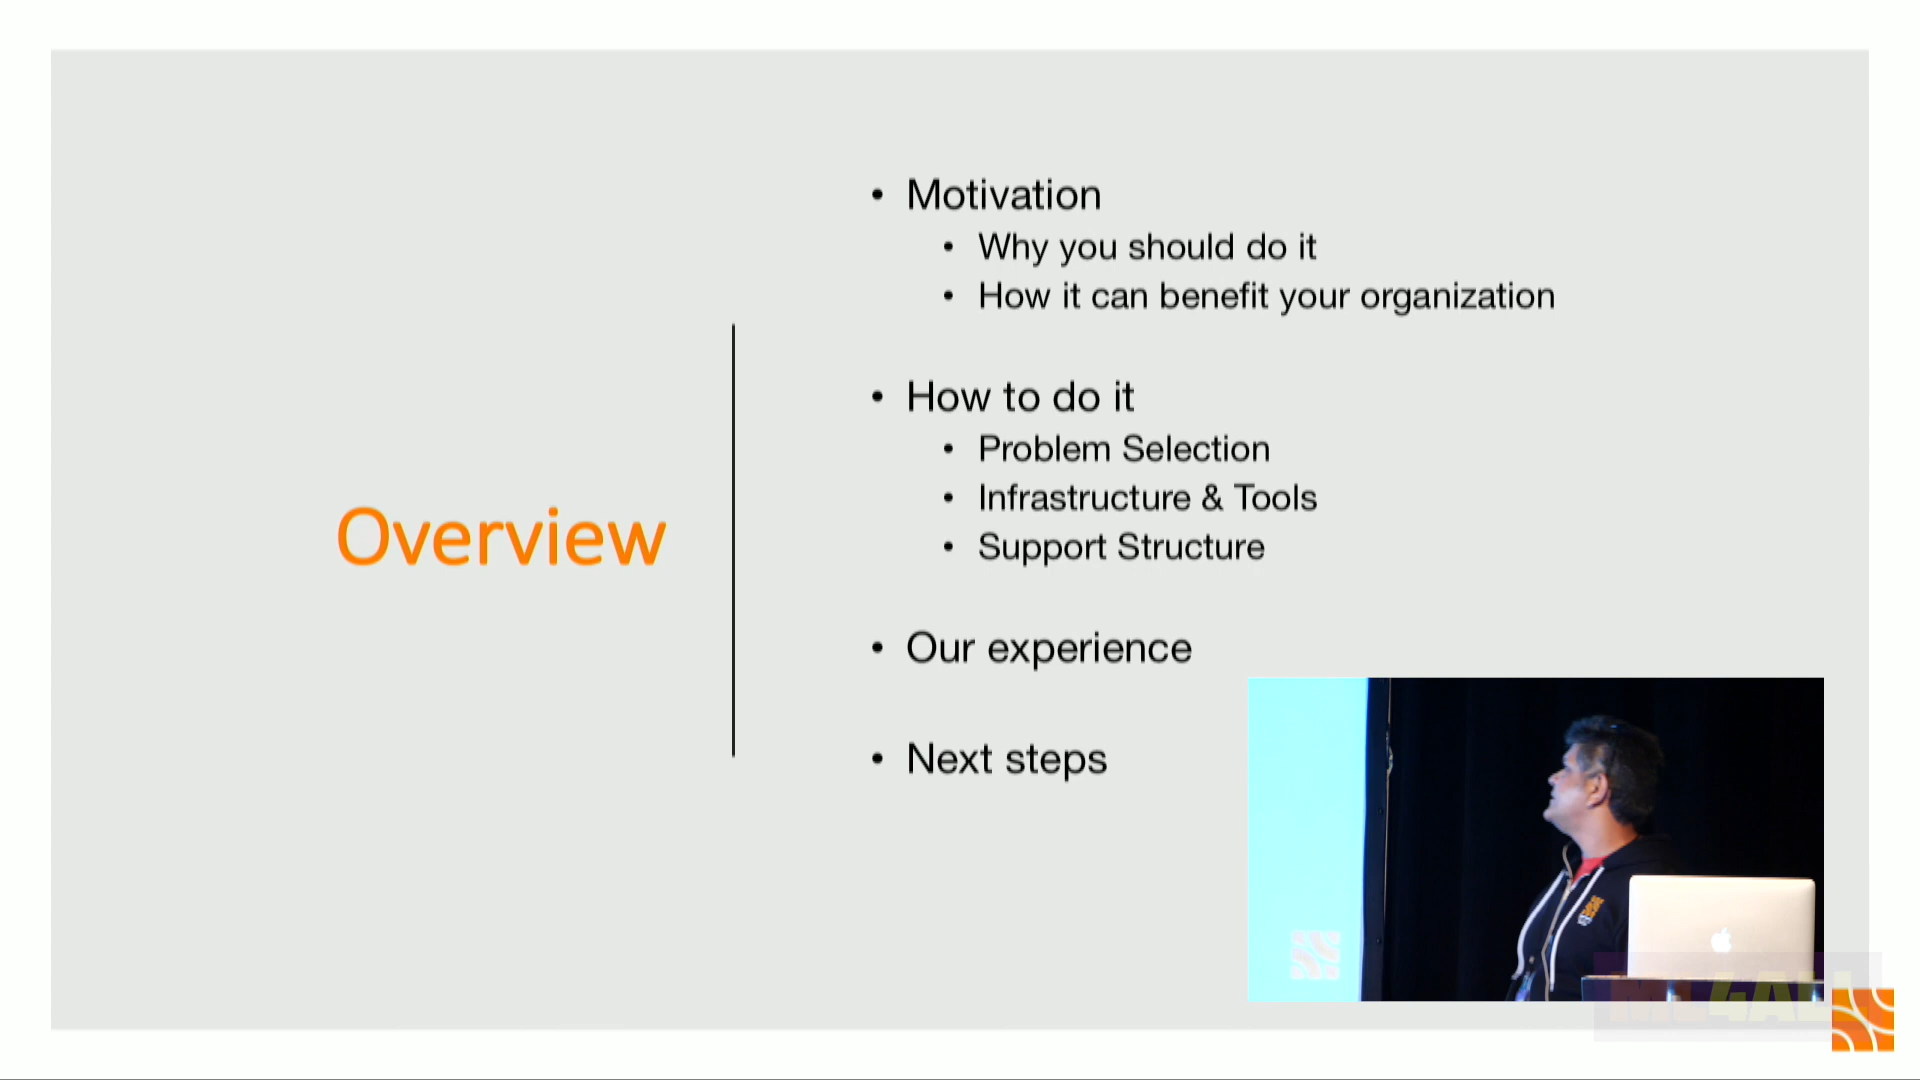 Overview
• Motivation
• Why you should do it
• How it can benefit your organization
• How to do it
• Problem Selection
• Infrastructure & Tools
• Support Structure
• Our experience
• Next steps